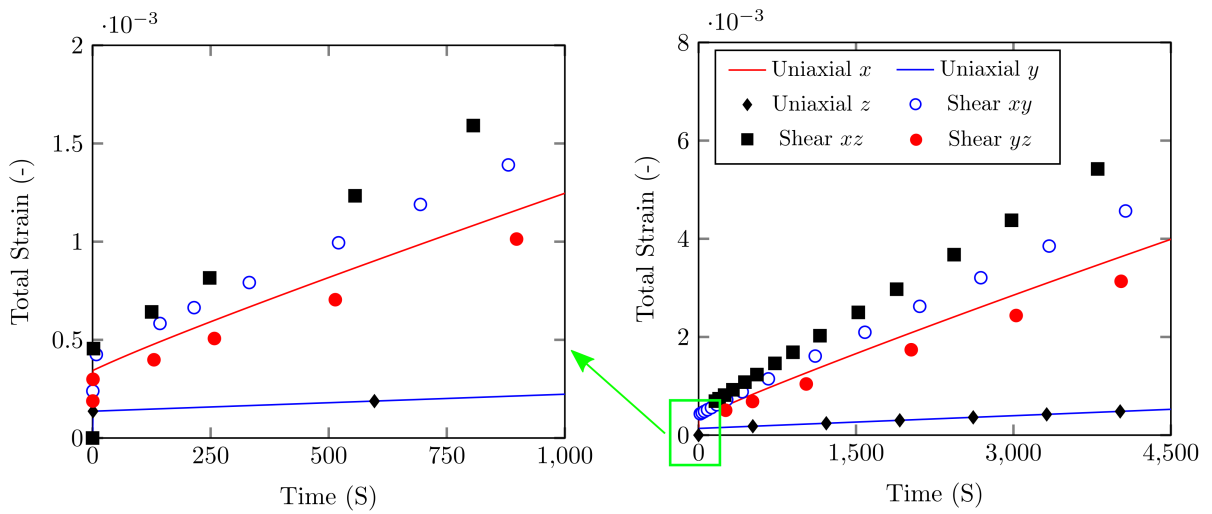 ·10⁻³
2
1.5
1
0.5
0
0 250 500 750 1,000
Total Strain (-)
Time (S)
·10⁻³
8
6
4
2
0
0 1,500 3,000 4,500
Total Strain (-)
Time (S)
Uniaxial x Uniaxial y
Uniaxial z Shear xy
Shear xz Shear yz